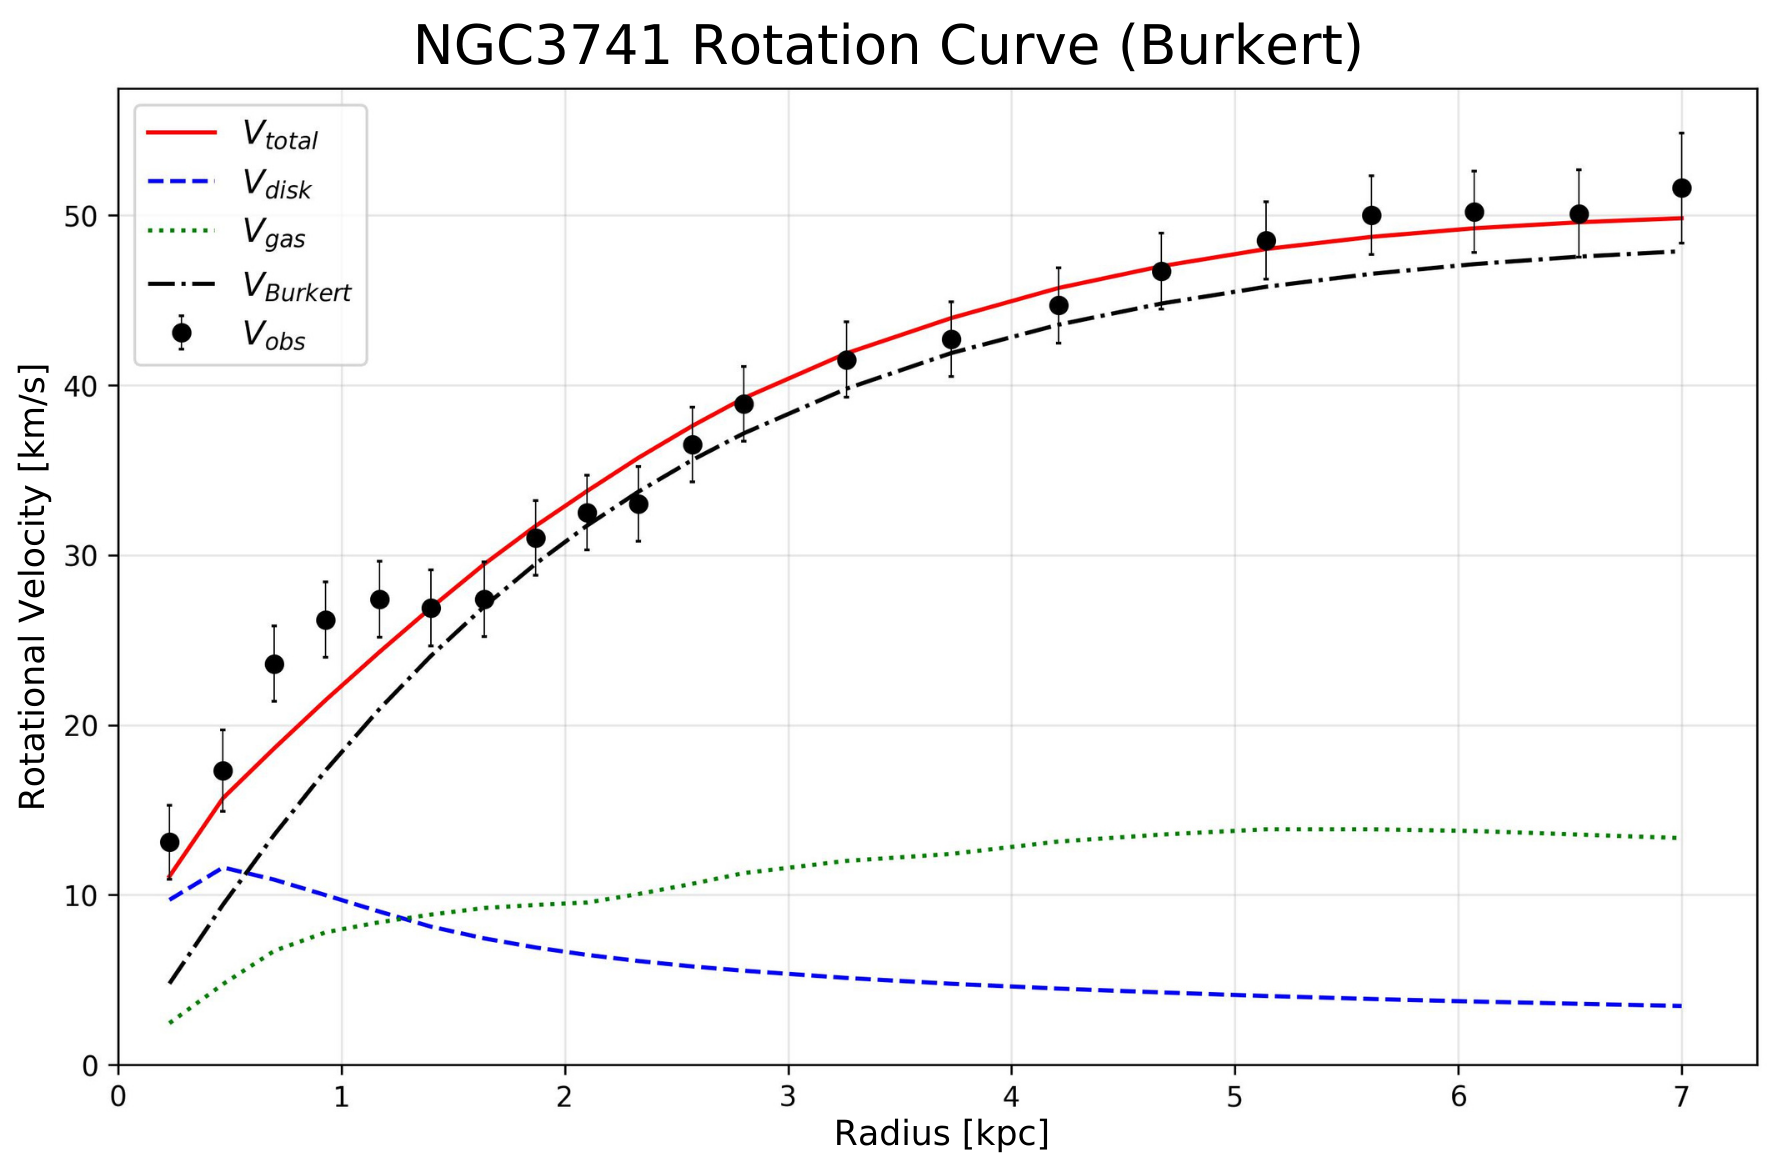 NGC3741 Rotation Curve (Burkert)
V_total
V_disk
V_gas
V_Burkert
V_obs
50
40
30
20
10
0
Rotational Velocity [km/s]
0 1 2 3 4 5 6 7
Radius [kpc]